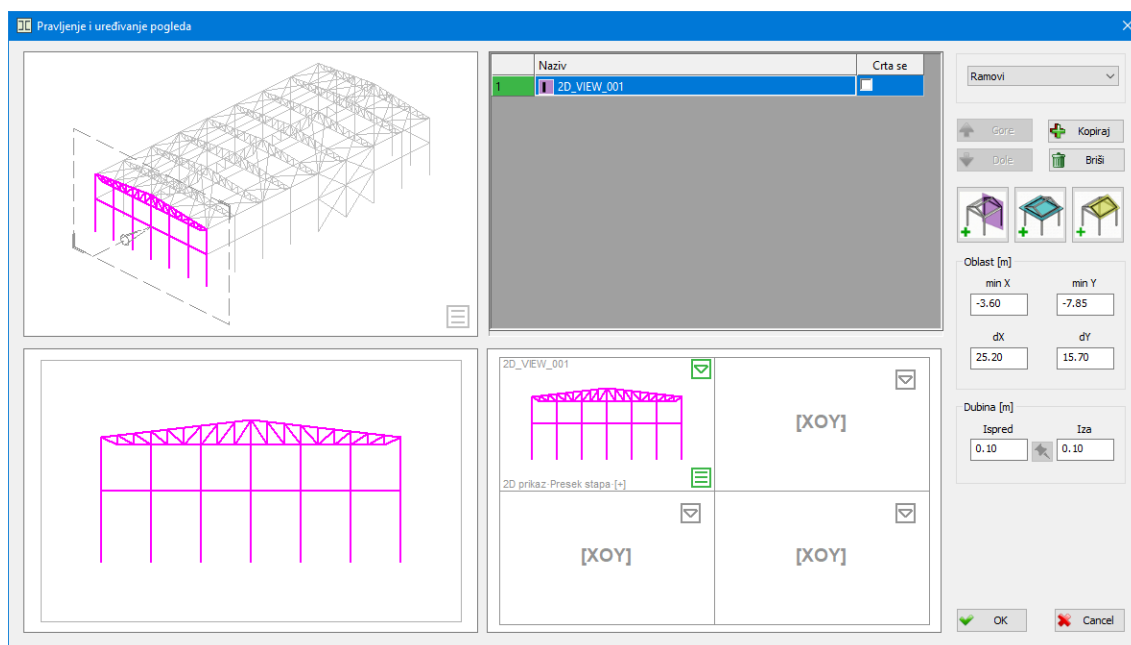 Pravljenje i uređivanje pogleda
Naziv
Crta se
1
2D_VIEW_001
Ramovi
Gore
Kopiraj
Dole
Briši
Oblast [m]
min X
min Y
-3.60
-7.85
dX
dY
25.20
15.70
Dubina [m]
Ispred
Iza
0.10
0.10
2D_VIEW_001
[XOY]
2D prikaz-Presek stapa-[+]
[XOY]
[XOY]
OK
Cancel